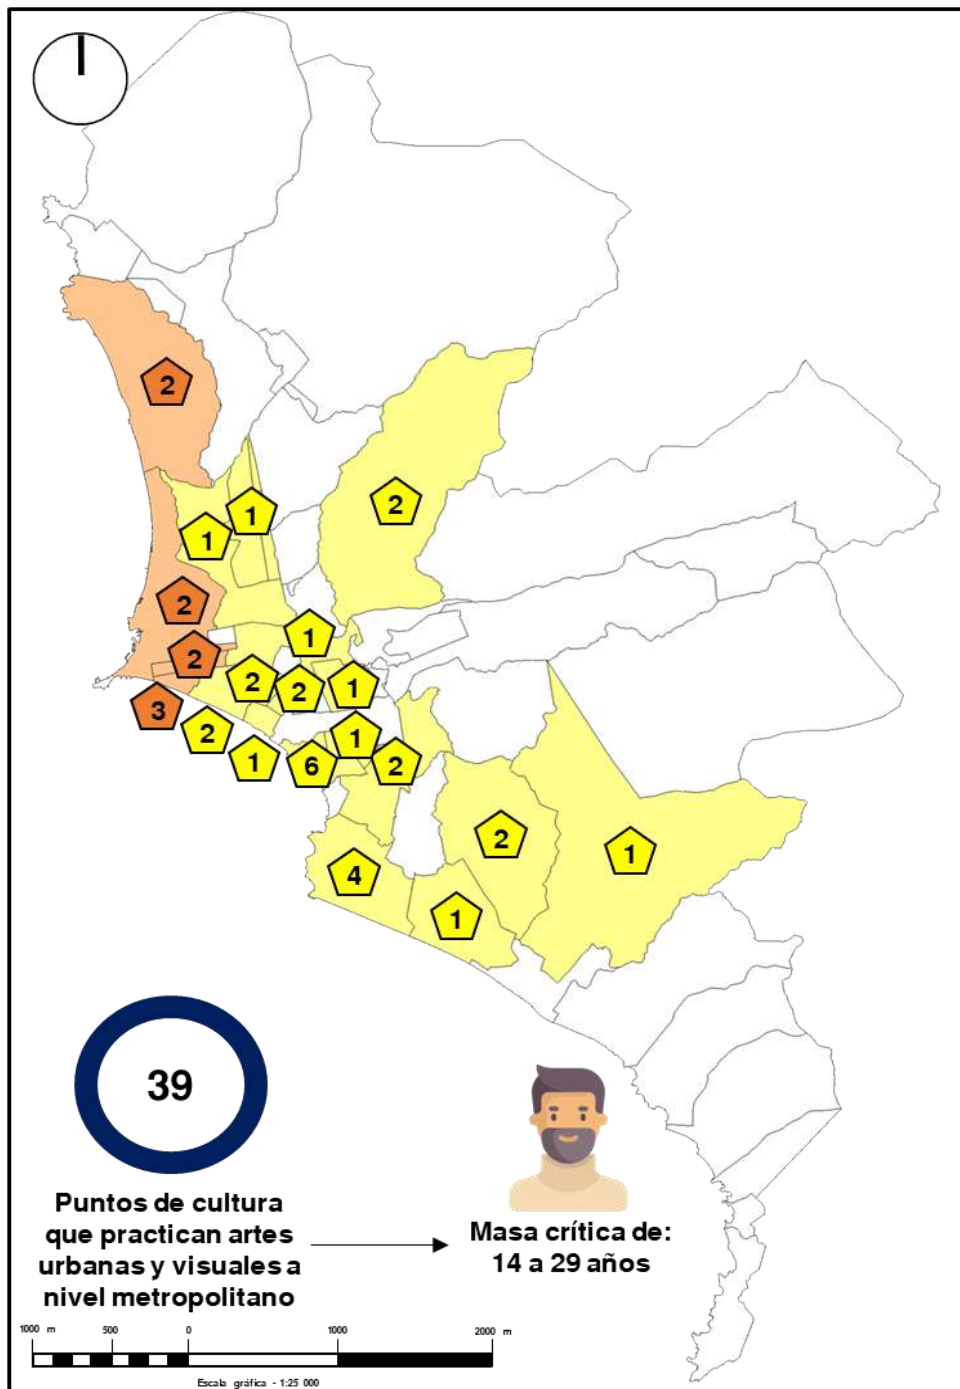 2
2
1
1
2
1
2
2
2
1
3
2
1
1
6
2
2
1
4
1
39
Puntos de cultura
que practican artes
urbanas y visuales a
nivel metropolitano
Masa crítica de:
14 a 29 años
1000 m 500 0 1000 2000 m
Escala gráfica - 1:25 000